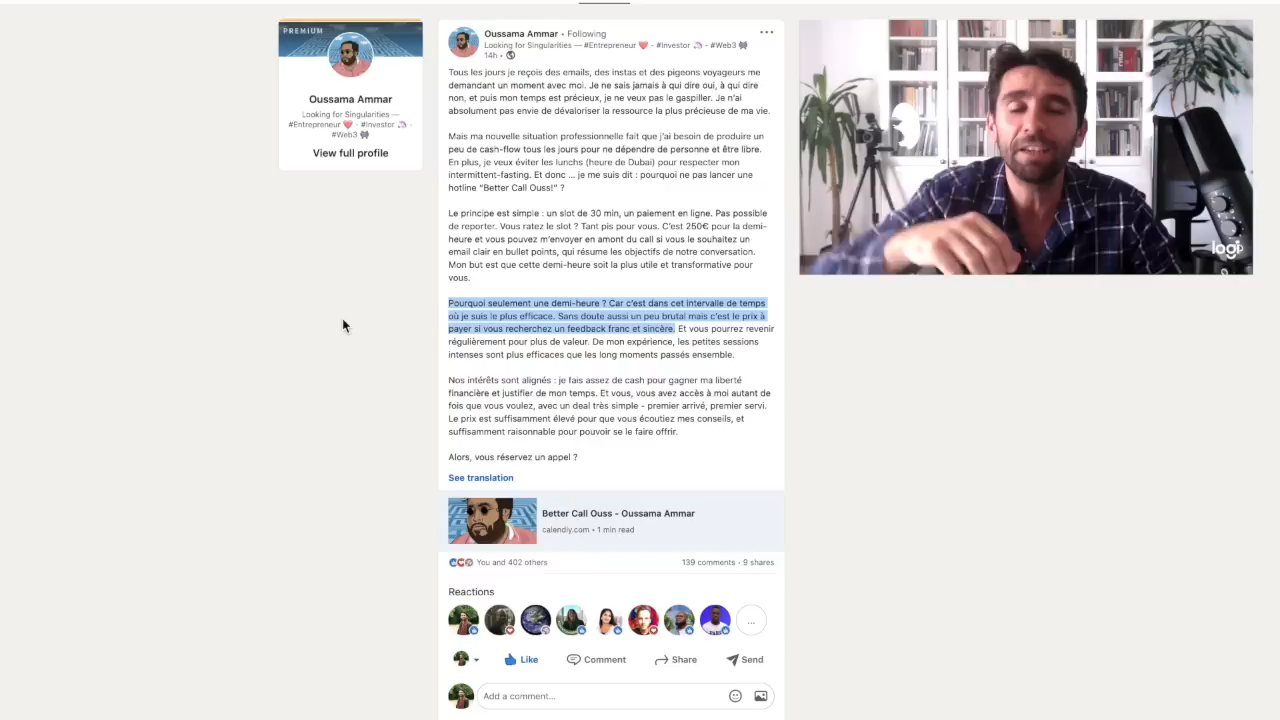 PREMIUM
Oussama Ammar
Looking for Singularities —
#Entrepreneur ❤️ - #Investor 🦄 -
#Web3
View full profile
Oussama Ammar • Following
Looking for Singularities — #Entrepreneur ❤️ - #Investor 🦄 - #Web3
14h •
Tous les jours je reçois des emails, des instas et des pigeons voyageurs me
demandant un moment avec moi. Je ne sais jamais à qui dire oui, à qui dire
non, et puis mon temps est précieux, je ne veux pas le gaspiller. Je n'ai
absolument pas envie de dévaloriser la ressource la plus précieuse de ma vie.
Mais ma nouvelle situation professionnelle fait que j'ai besoin de produire un
peu de cash-flow tous les jours pour ne dépendre de personne et être libre.
En plus, je veux éviter les lunchs (heure de Dubai) pour respecter mon
intermittent-fasting. Et donc ... je me suis dit : pourquoi ne pas lancer une
hotline "Better Call Ouss!" ?
Le principe est simple : un slot de 30 min, un paiement en ligne. Pas possible
de reporter. Vous ratez le slot ? Tant pis pour vous. C'est 250€ pour la demi-
heure et vous pouvez m'envoyer en amont du call si vous le souhaitez un
email clair en bullet points, qui résume les objectifs de notre conversation.
Mon but est que cette demi-heure soit la plus utile et transformative pour
vous.
Pourquoi seulement une demi-heure ? Car c'est dans cet intervalle de temps
où je suis le plus efficace. Sans doute aussi un peu brutal mais c'est le prix à
payer si vous recherchez un feedback franc et sincère. Et vous pourrez revenir
régulièrement pour plus de valeur. De mon expérience, les petites sessions
intenses sont plus efficaces que les long moments passés ensemble.
Nos intérêts sont alignés : je fais assez de cash pour gagner ma liberté
financière et justifier de mon temps. Et vous, vous avez accès à moi autant de
fois que vous voulez, avec un deal très simple - premier arrivé, premier servi.
Le prix est suffisamment élevé pour que vous écoutiez mes conseils, et
suffisamment raisonnable pour pouvoir se le faire offrir.
Alors, vous réservez un appel ?
See translation
Better Call Ouss - Oussama Ammar
calendly.com • 1 min read
You and 402 others
139 comments • 9 shares
Reactions
...
Like
Comment
Share
Send
Add a comment...
logi